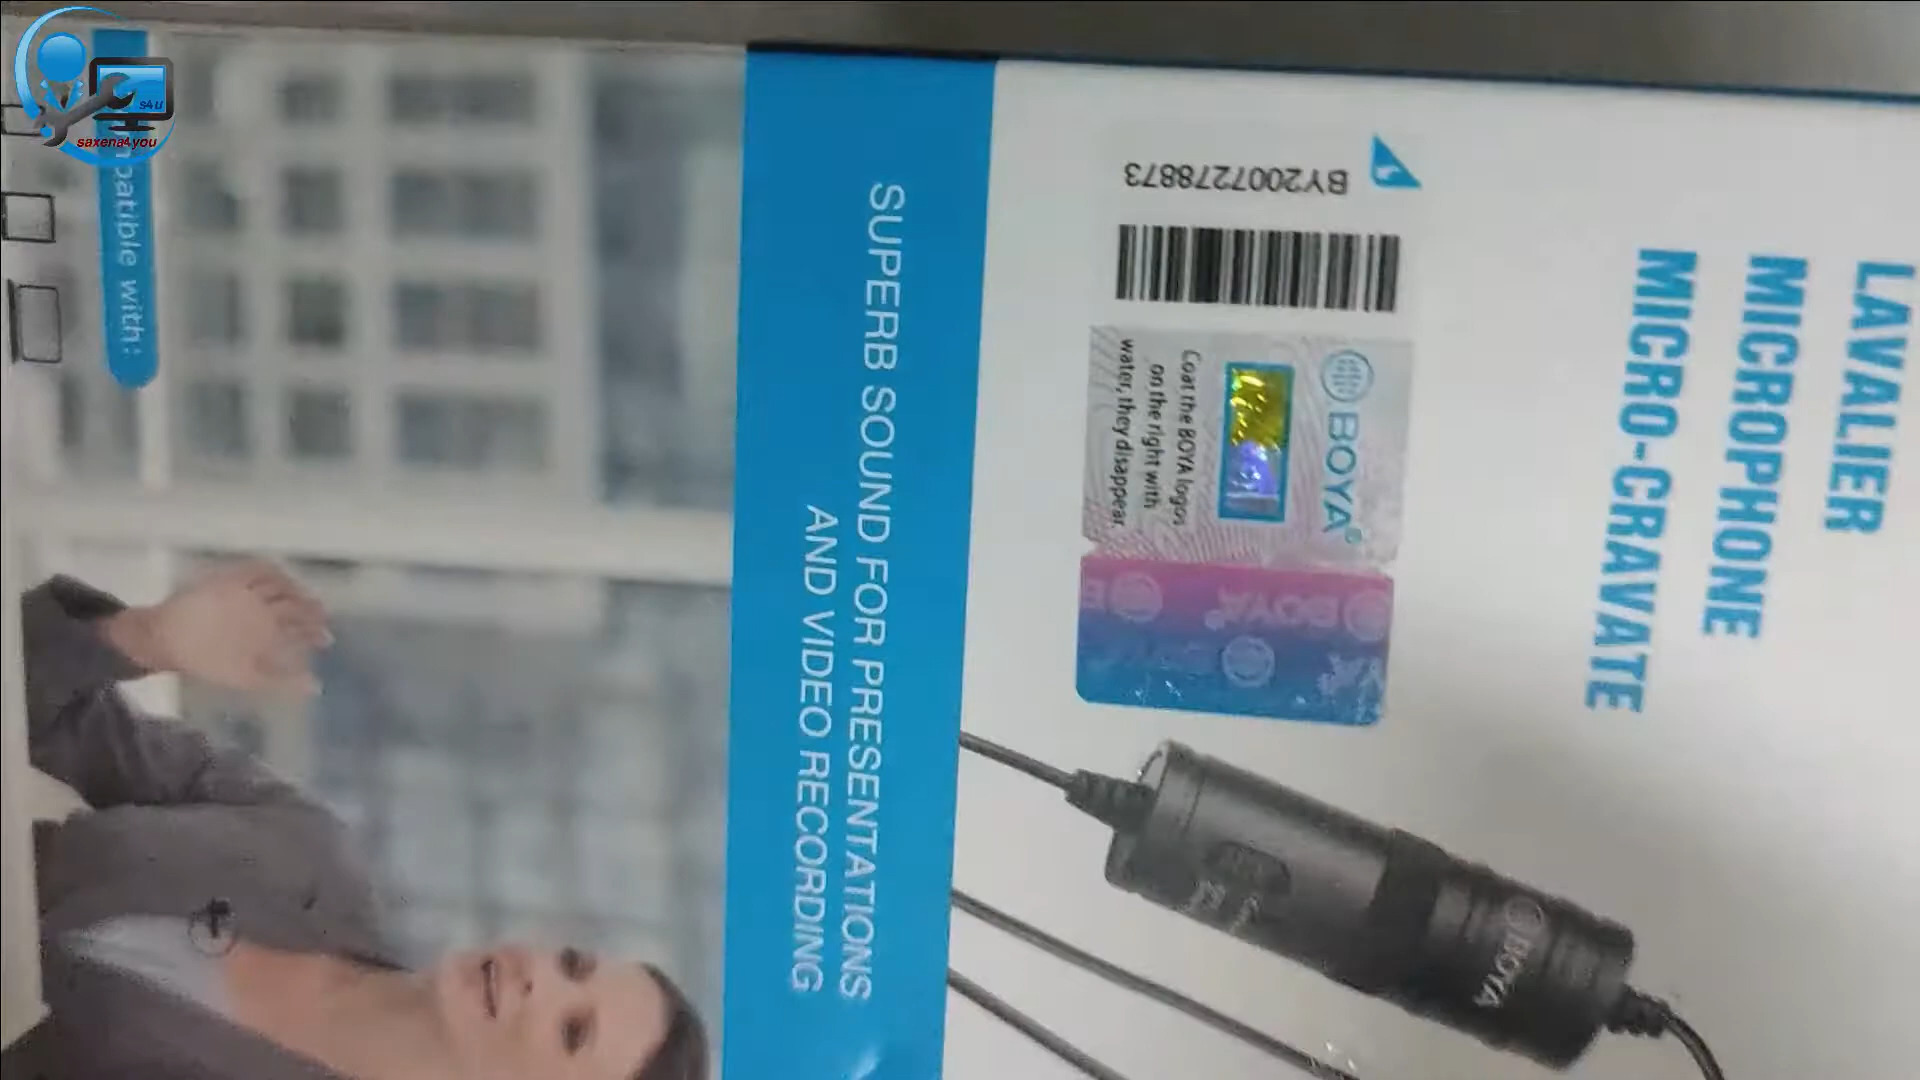 s4u
saxena4you
patible with:
SUPERB SOUND FOR PRESENTATIONS
AND VIDEO RECORDING
BY2007278873
BOYA
Coat the BOYA logos
on the right with
water, they disappear.
BOYA
LAVALIER
MICROPHONE
MICRO-CRAVATE
BOYA